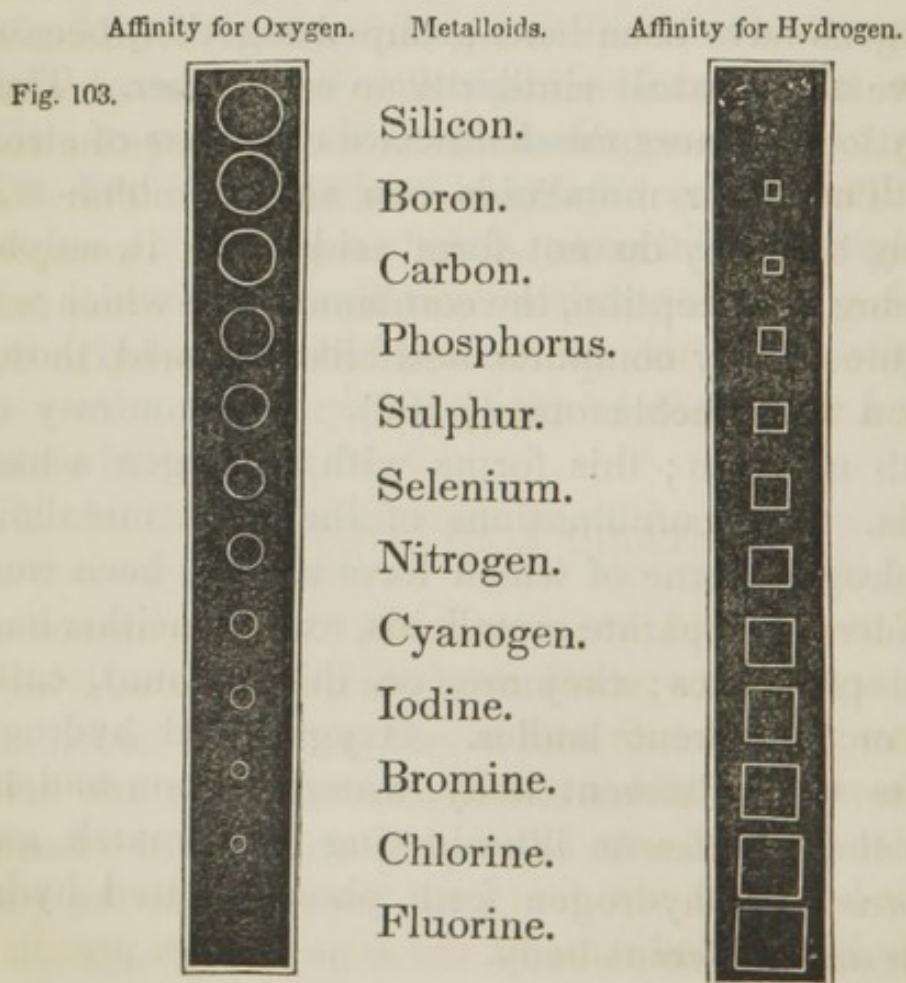 Affinity for Oxygen. Metalloids. Affinity for Hydrogen.
Fig. 103.
Silicon.
Boron.
Carbon.
Phosphorus.
Sulphur.
Selenium.
Nitrogen.
Cyanogen.
Iodine.
Bromine.
Chlorine.
Fluorine.